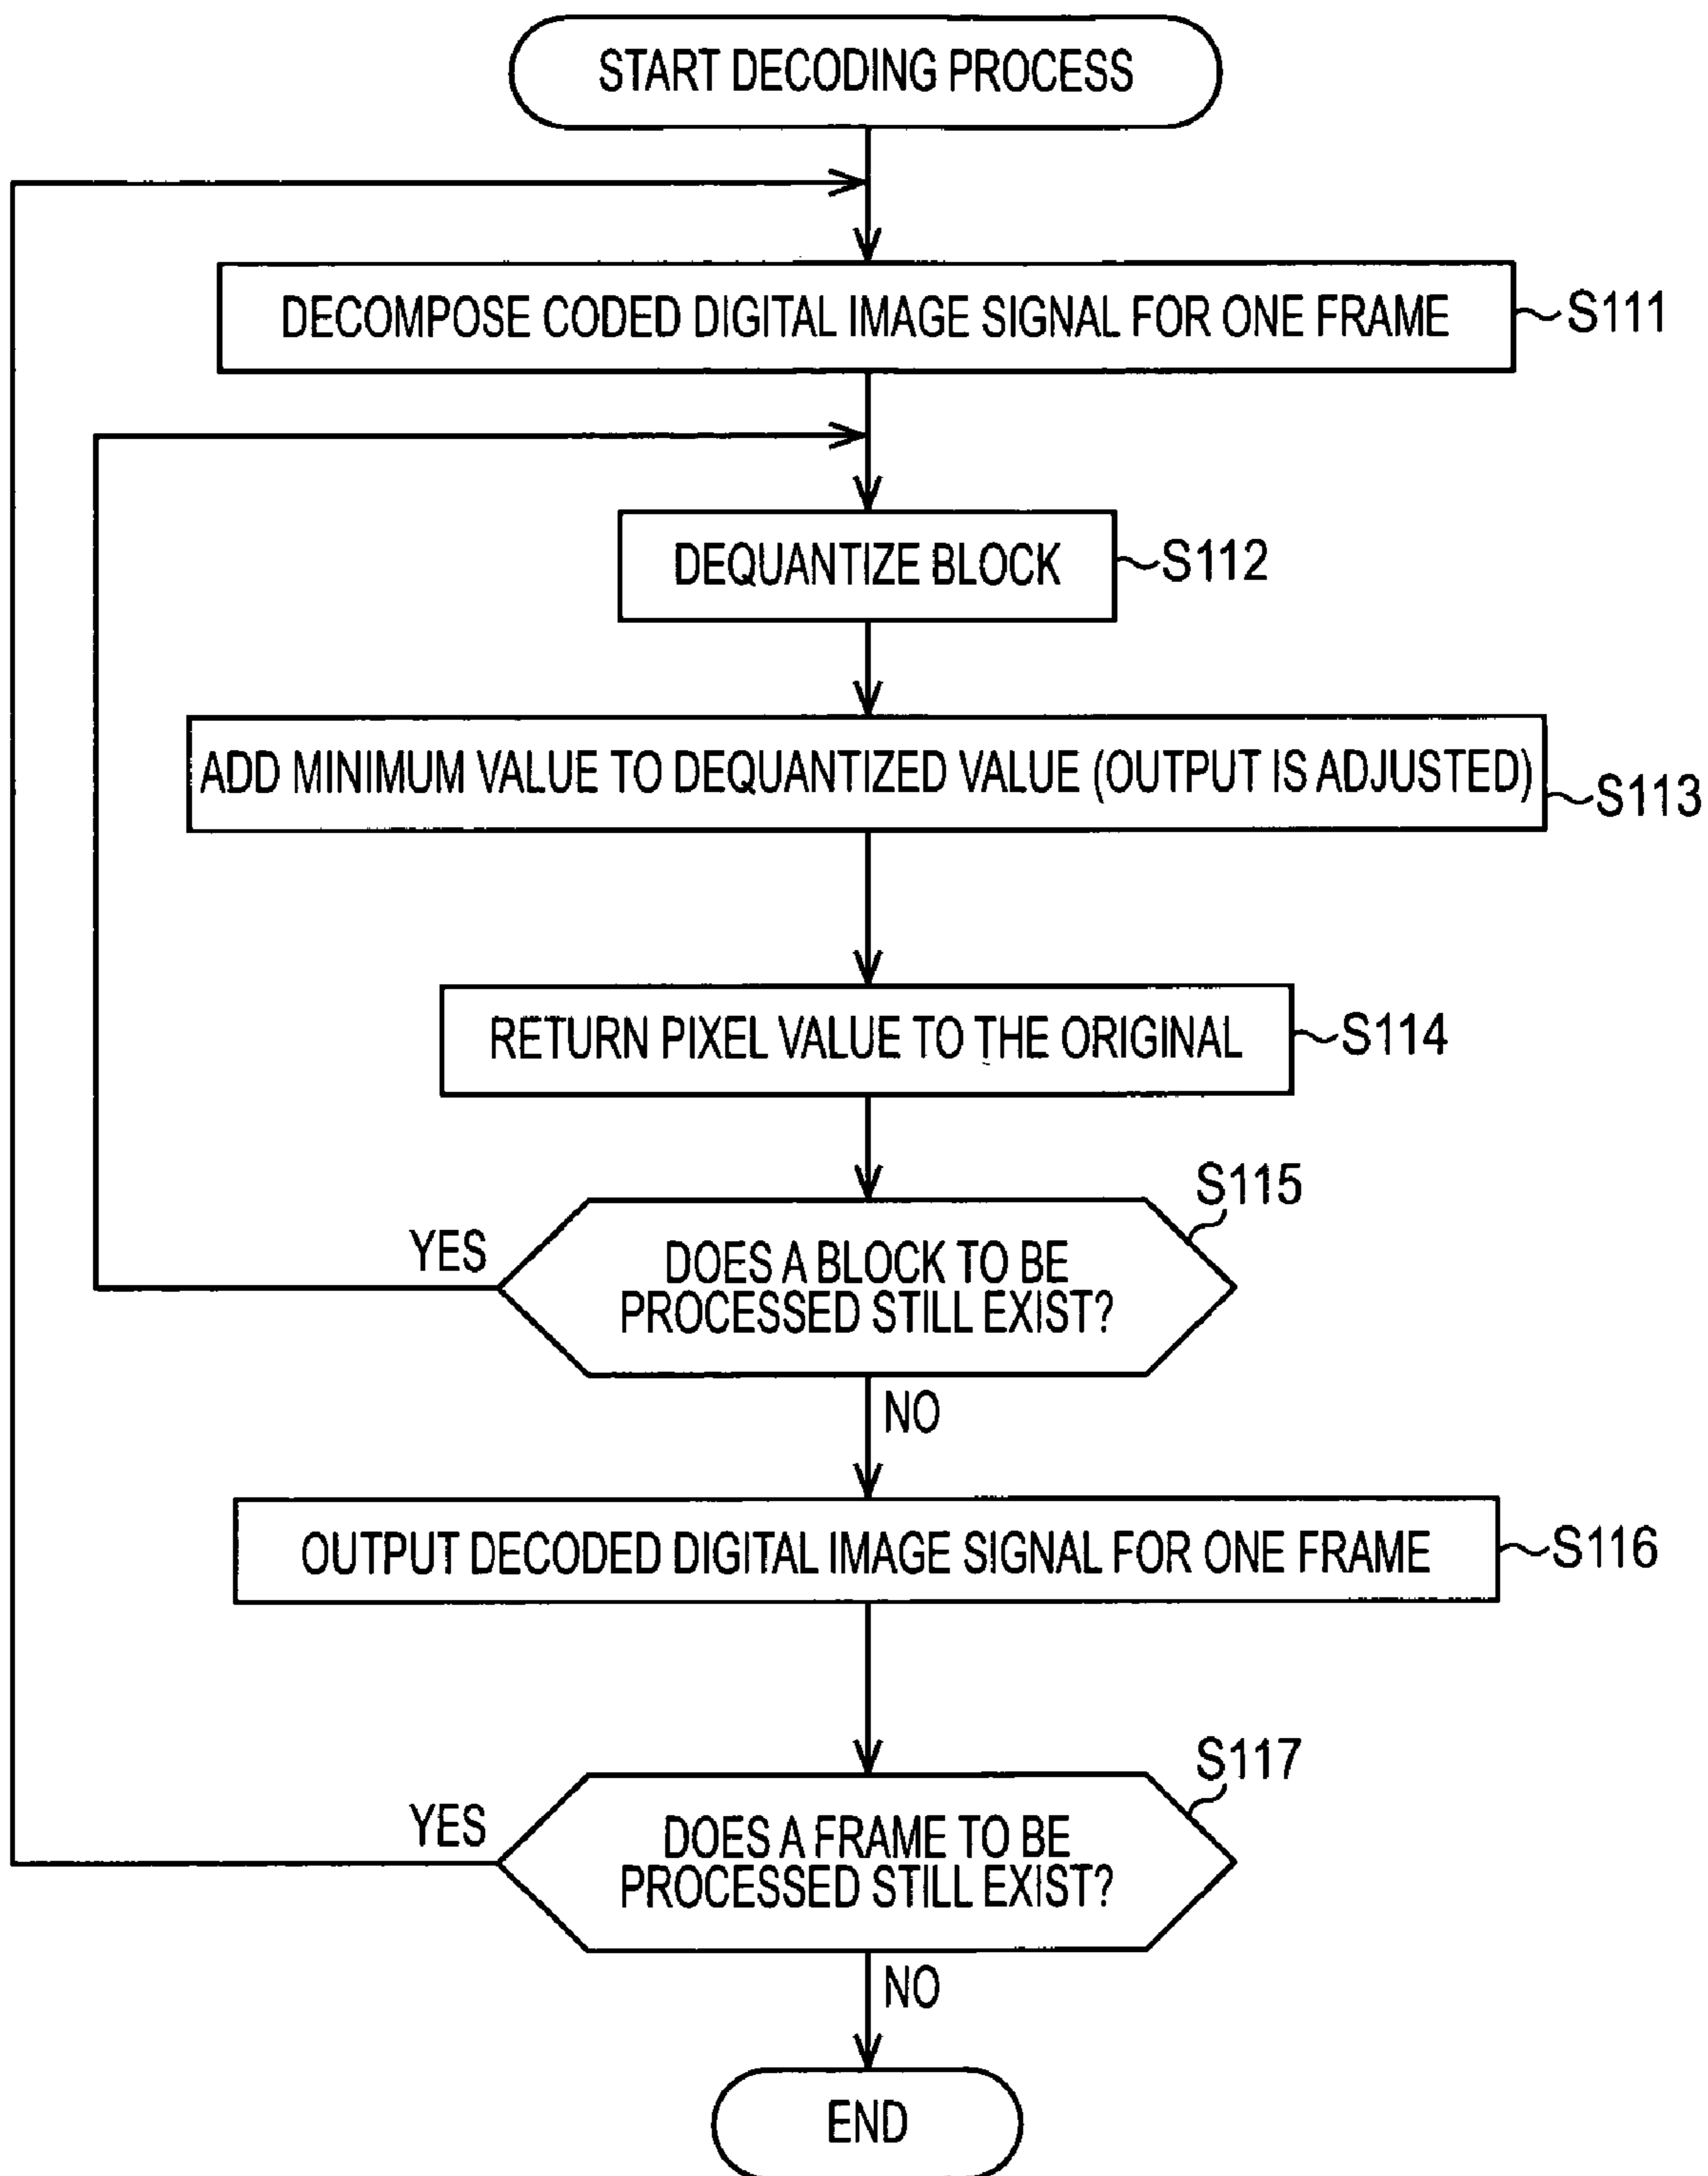 START DECODING PROCESS
DECOMPOSE CODED DIGITAL IMAGE SIGNAL FOR ONE FRAME
S111
DEQUANTIZE BLOCK
S112
ADD MINIMUM VALUE TO DEQUANTIZED VALUE (OUTPUT IS ADJUSTED)
S113
RETURN PIXEL VALUE TO THE ORIGINAL
S114
S115
YES
DOES A BLOCK TO BE
PROCESSED STILL EXIST?
NO
OUTPUT DECODED DIGITAL IMAGE SIGNAL FOR ONE FRAME
S116
S117
YES
DOES A FRAME TO BE
PROCESSED STILL EXIST?
NO
END